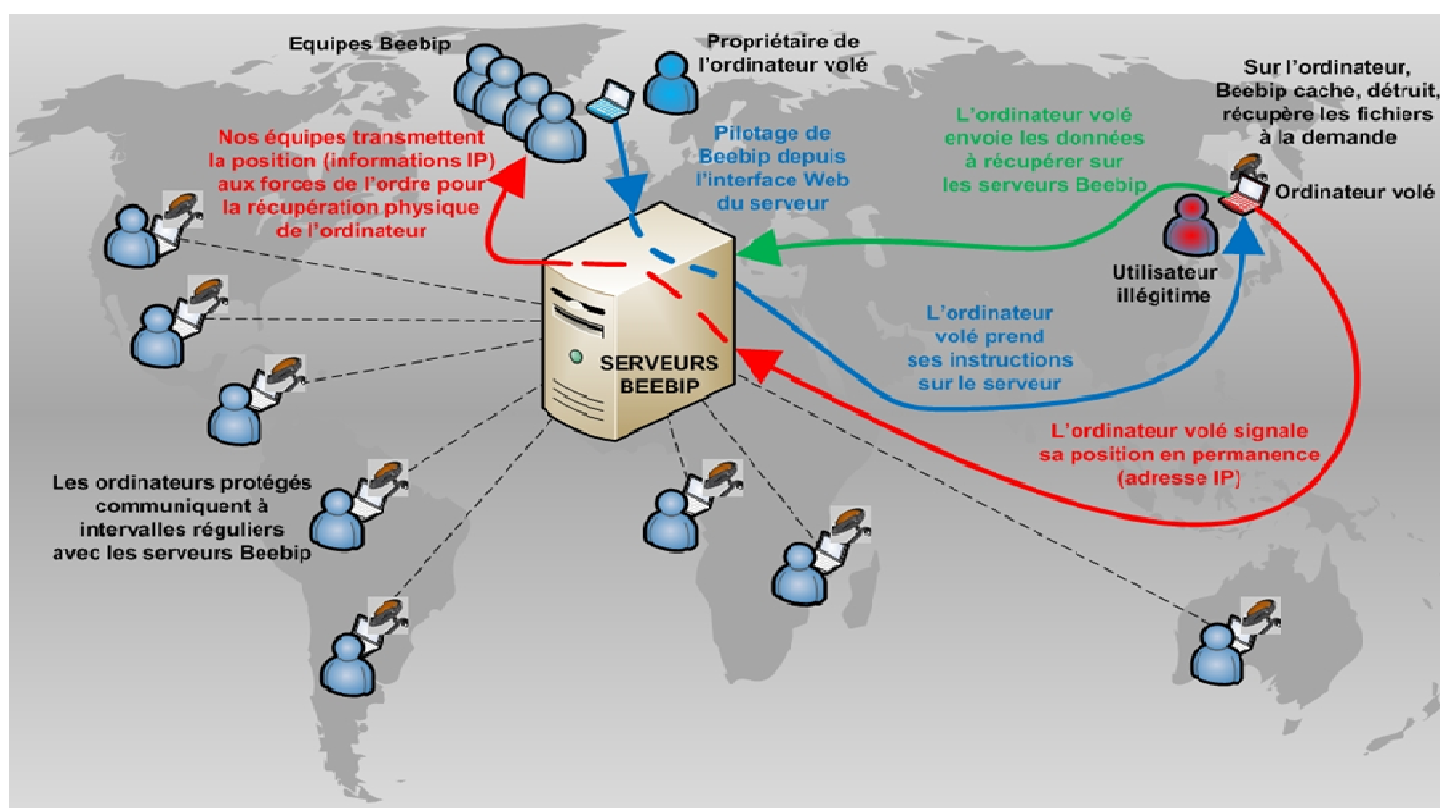 Equipes Beebip
Propriétaire de
l'ordinateur volé
Sur l'ordinateur,
Beebip cache, détruit,
récupère les fichiers
à la demande
Nos équipes transmettent
la position (informations IP)
aux forces de l'ordre pour
la récupération physique
de l'ordinateur
Pilotage de
Beebip depuis
l'interface Web
du serveur
L'ordinateur volé
envoie les données
à récupérer sur
les serveurs Beebip
Ordinateur volé
Utilisateur
illégitime
L'ordinateur
volé prend
ses instructions
sur le serveur
SERVEURS
BEEBIP
L'ordinateur volé signale
sa position en permanence
(adresse IP)
Les ordinateurs protégés
communiquent à
intervalles réguliers
avec les serveurs Beebip